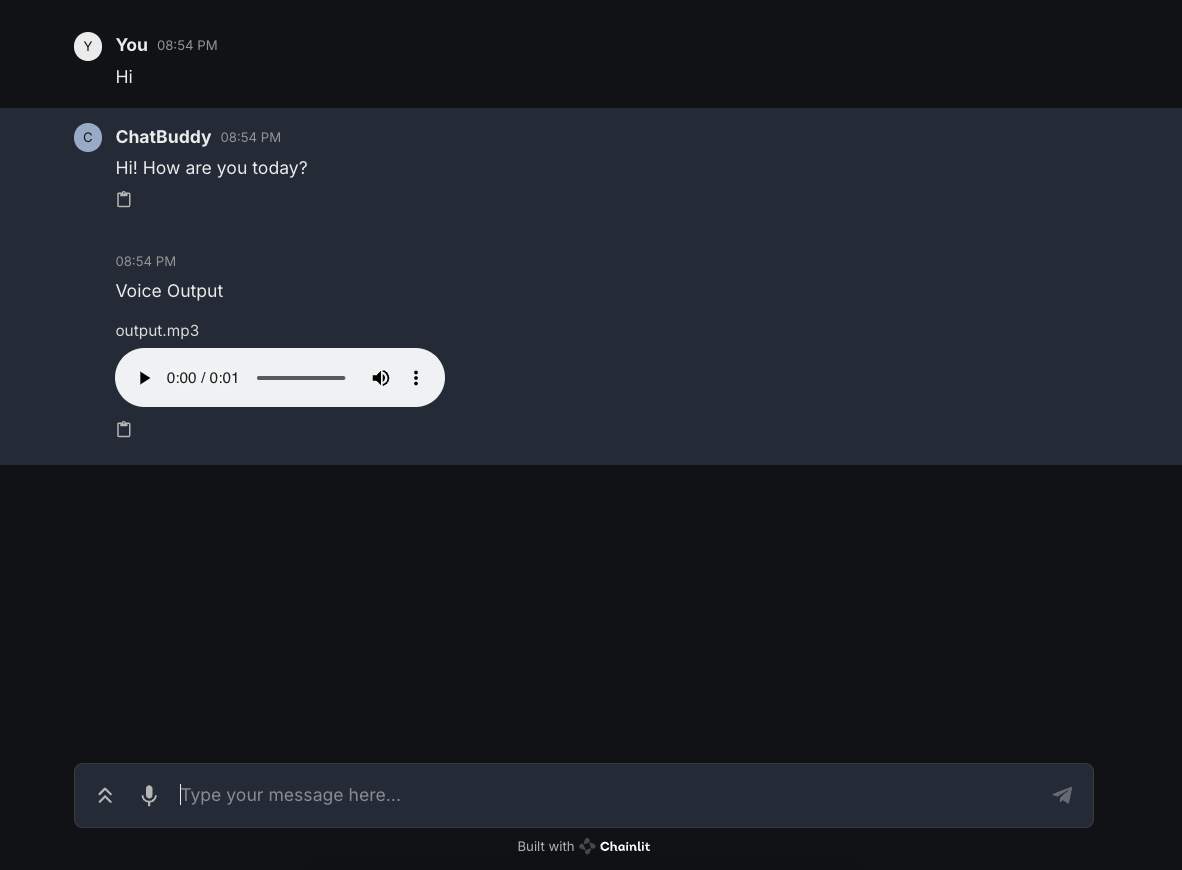 Y You 08:54 PM
Hi
C ChatBuddy 08:54 PM
Hi! How are you today?
08:54 PM
Voice Output
output.mp3
0:00 / 0:01
Type your message here...
Built with Chainlit